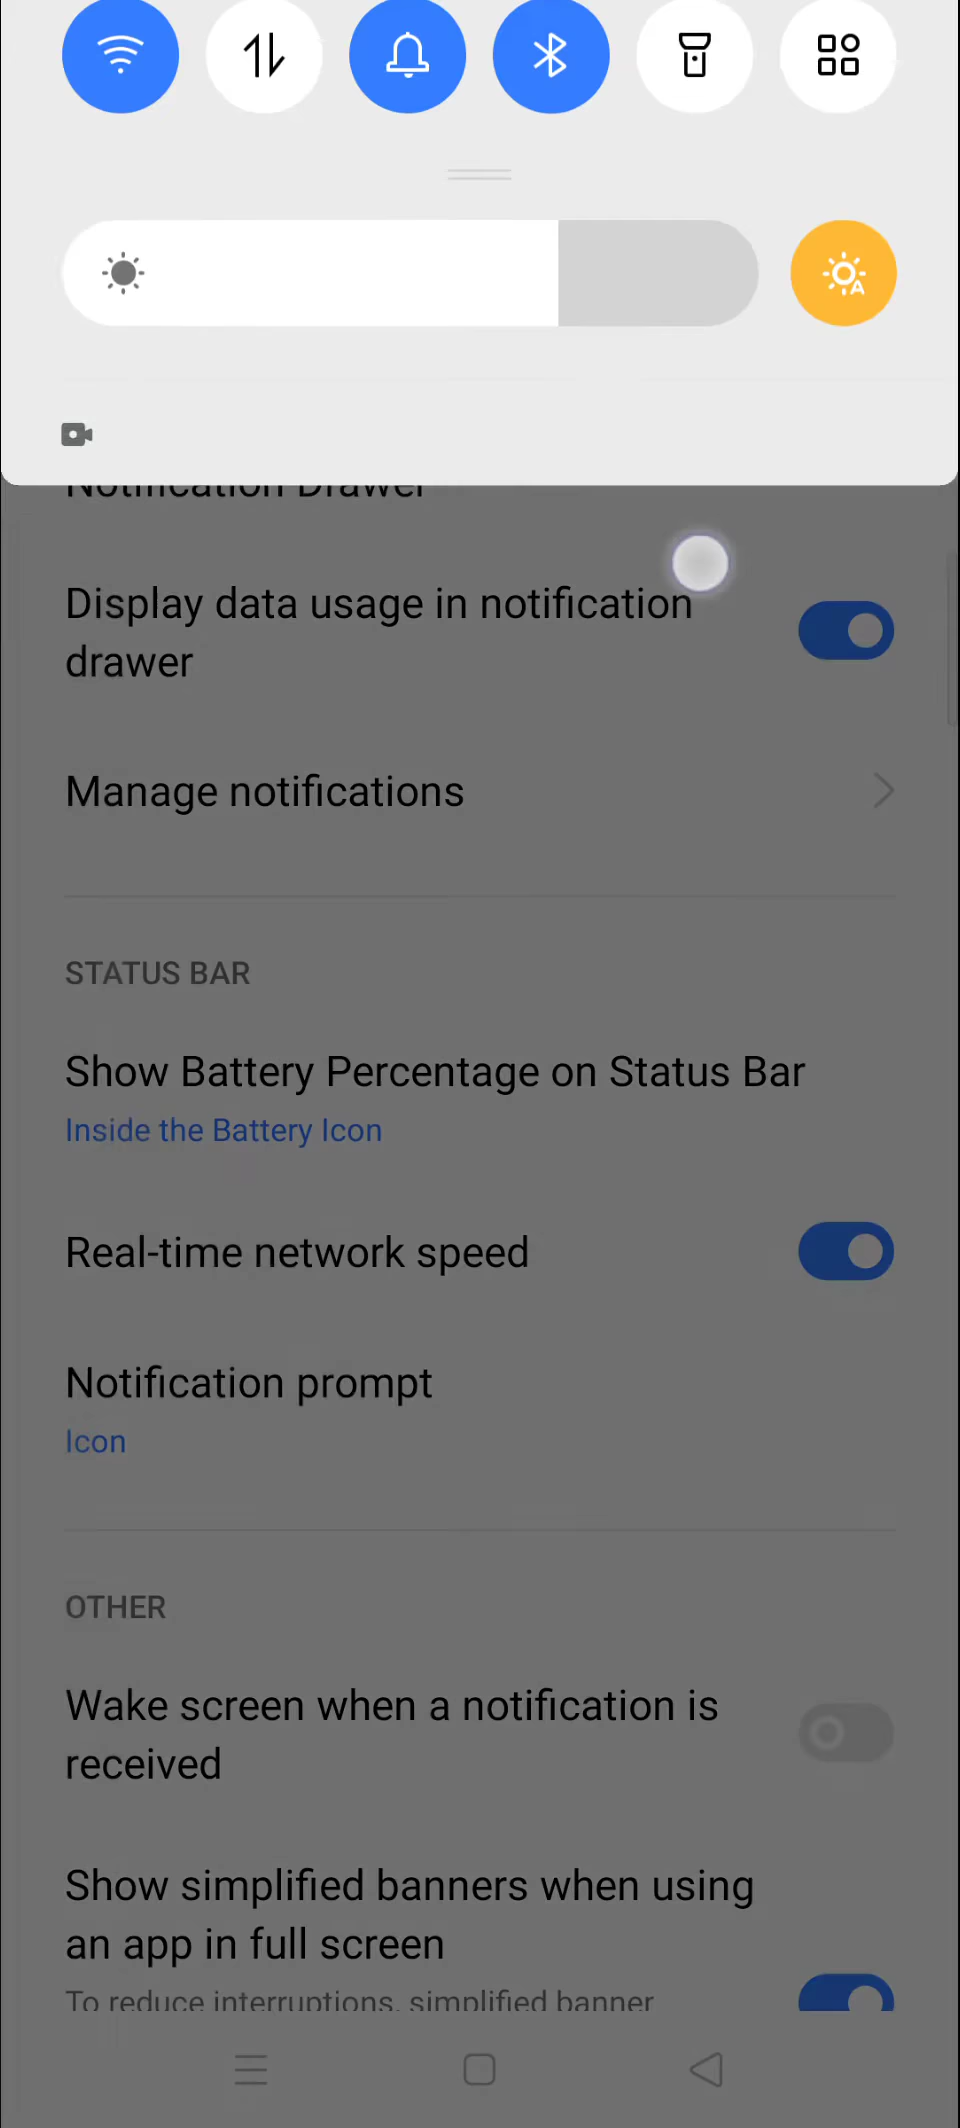 Notification Drawer
Display data usage in notification
drawer
Manage notifications
STATUS BAR
Show Battery Percentage on Status Bar
Inside the Battery Icon
Real-time network speed
Notification prompt
Icon
OTHER
Wake screen when a notification is
received
Show simplified banners when using
an app in full screen
To reduce interruptions, simplified banner